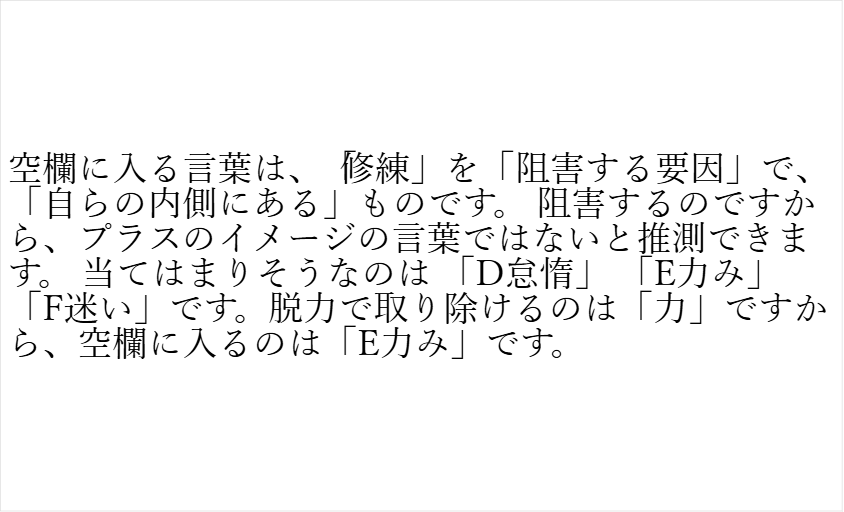 空欄に入る言葉は、「修練」を「阻害する要因」で、
「自らの内側にある」ものです。 阻害するのですか
ら、プラスのイメージの言葉ではないと推測できま
す。 当てはまりそうなのは 「D怠惰」 「E力み」
「F迷い」です。脱力で取り除けるのは「力」ですか
ら、空欄に入るのは「E力み」です。